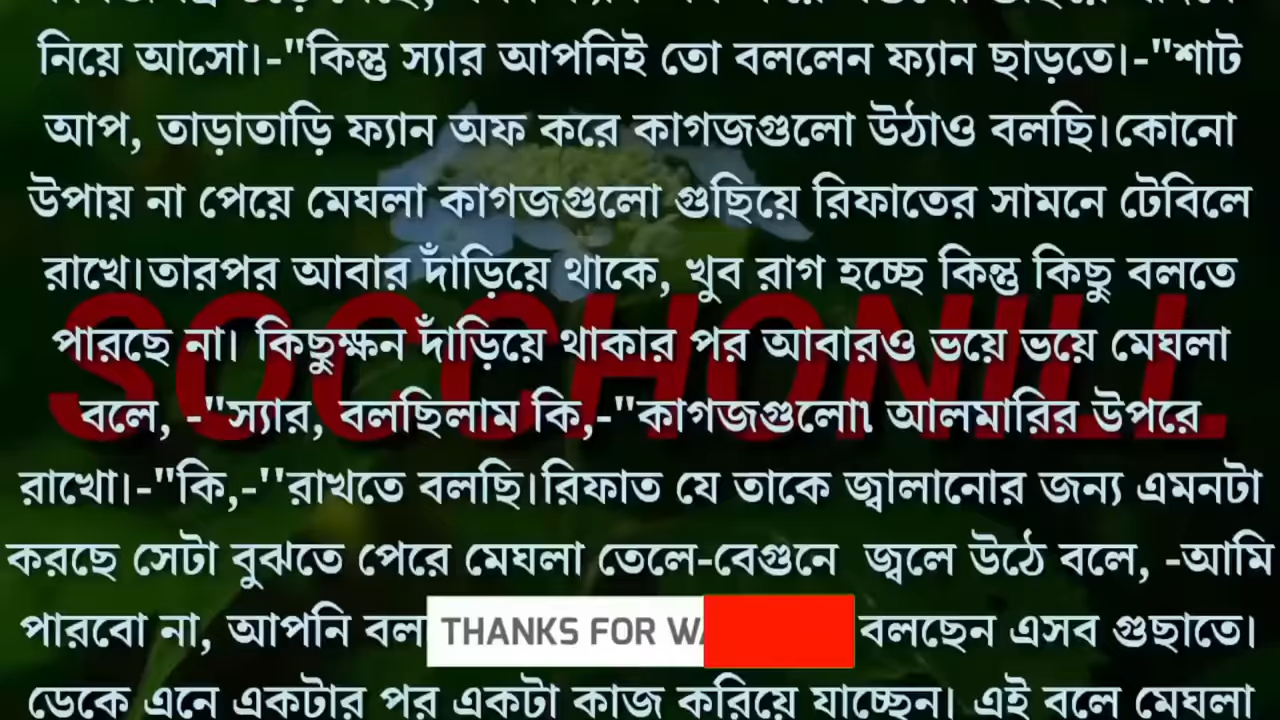 নিয়ে আসো।-"কিন্তু স্যার আপনিই তো বললেন ফ্যান ছাড়তে।-"শাট
আপ, তাড়াতাড়ি ফ্যান অফ করে কাগজগুলো উঠাও বলছি।কোনো
উপায় না পেয়ে মেঘলা কাগজগুলো গুছিয়ে রিফাতের সামনে টেবিলে
রাখে।তারপর আবার দাঁড়িয়ে থাকে, খুব রাগ হচ্ছে কিন্তু কিছু বলতে
পারছে না। কিছুক্ষন দাঁড়িয়ে থাকার পর আবারও ভয়ে ভয়ে মেঘলা
SOCCHONILL
বলে, -"স্যার, বলছিলাম কি,-"কাগজগুলো৷ আলমারির উপরে
রাখো।-"কি,-''রাখতে বলছি।রিফাত যে তাকে জ্বালানোর জন্য এমনটা
করছে সেটা বুঝতে পেরে মেঘলা তেলে-বেগুনে জ্বলে উঠে বলে, -আমি
পারবো না, আপনি বল THANKS FOR বলছেন এসব গুছাতে।
ডেকে এনে একটার পর একটা কাজ করিয়ে যাচ্ছেন। এই বলে মেঘলা